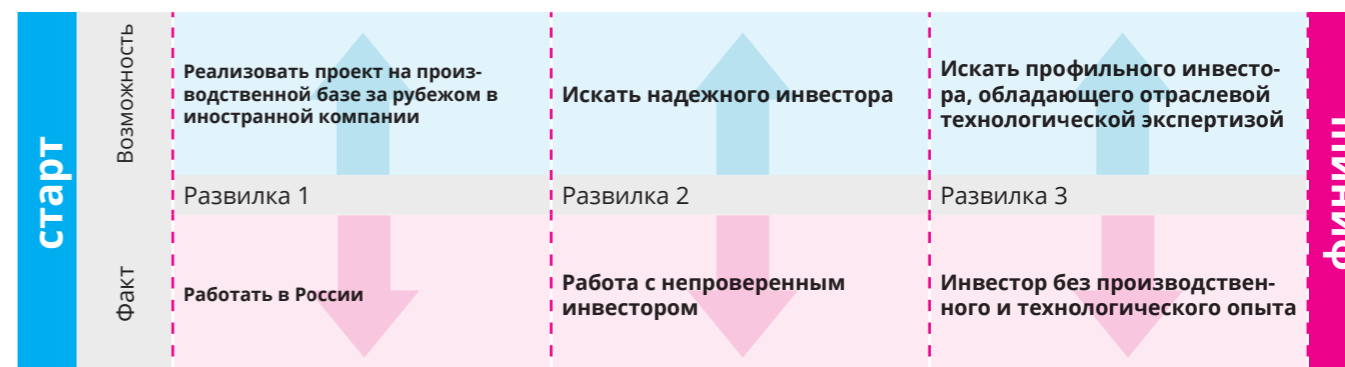 старт
Возможность
Реализовать проект на произ-
водственной базе за рубежом в
иностранной компании
Искать надежного инвестора
Искать профильного инвесто-
ра, обладающего отраслевой
технологической экспертизой
Развилка 1
Развилка 2
Развилка 3
Факт
Работать в России
Работа с непроверенным
инвестором
Инвестор без производствен-
ного и технологического опыта
финиш